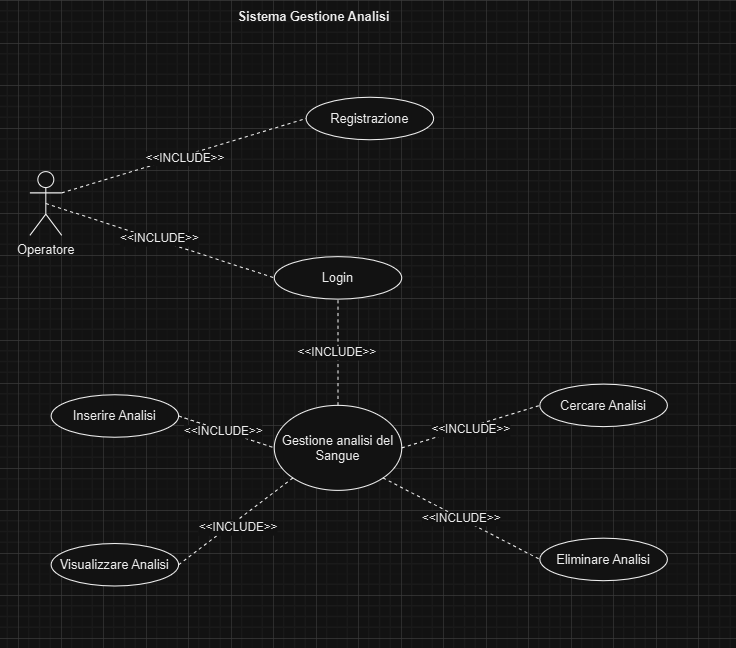 Sistema Gestione Analisi
Registrazione
<<INCLUDE>>
Operatore
<<INCLUDE>>
Login
<<INCLUDE>>
Inserire Analisi
<<INCLUDE>>
Gestione analisi del
Sangue
<<INCLUDE>>
Cercare Analisi
<<INCLUDE>>
<<INCLUDE>>
Visualizzare Analisi
Eliminare Analisi